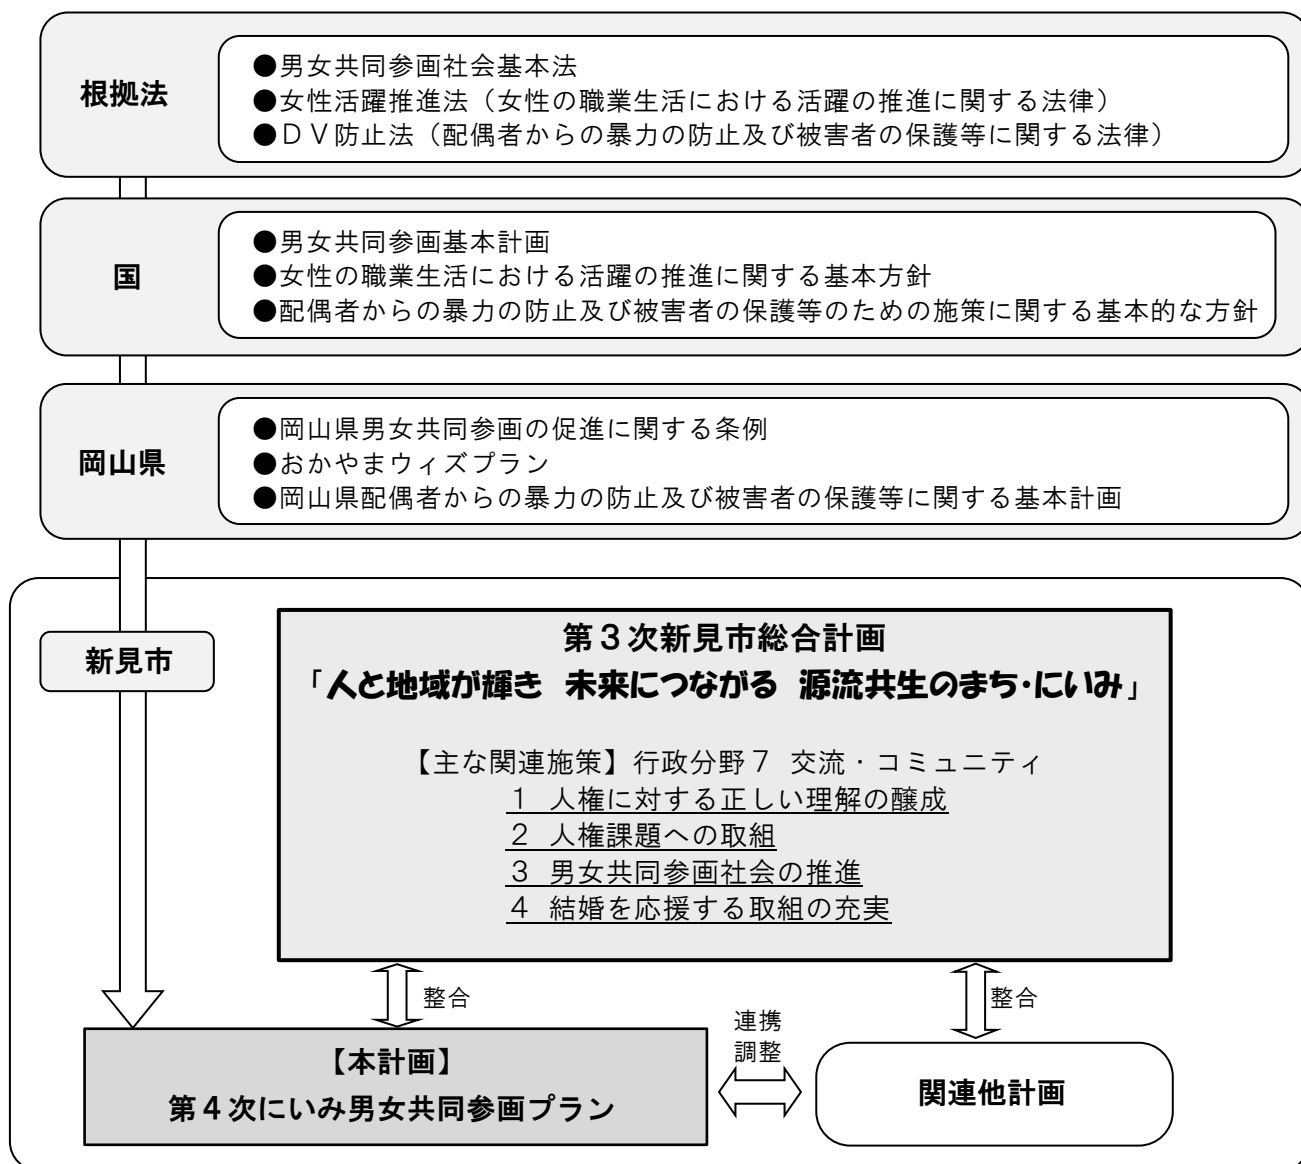 根拠法
●男女共同参画社会基本法
●女性活躍推進法（女性の職業生活における活躍の推進に関する法律）
●ＤＶ防止法（配偶者からの暴力の防止及び被害者の保護等に関する法律）
国
●男女共同参画基本計画
●女性の職業生活における活躍の推進に関する基本方針
●配偶者からの暴力の防止及び被害者の保護等のための施策に関する基本的な方針
岡山県
●岡山県男女共同参画の促進に関する条例
●おかやまウィズプラン
●岡山県配偶者からの暴力の防止及び被害者の保護等に関する基本計画
新見市
第３次新見市総合計画
「人と地域が輝き 未来につながる 源流共生のまち・にいみ」
【主な関連施策】行政分野７ 交流・コミュニティ
１ 人権に対する正しい理解の醸成
２ 人権課題への取組
３ 男女共同参画社会の推進
４ 結婚を応援する取組の充実
整合
整合
連携
調整
【本計画】
第４次にいみ男女共同参画プラン
関連他計画